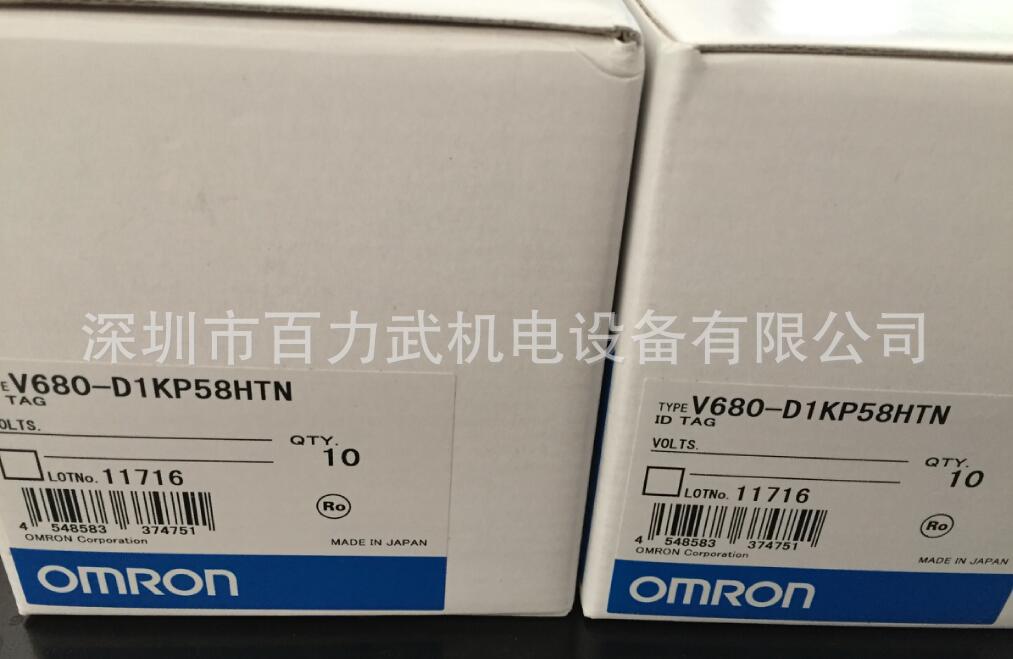 深圳市百力武机电设备有限公司
V680-D1KP58HTN
TAG
QTY.
10
LOTNo. 11716
4 548583 374751
Ro
OMRON Corporation
MADE IN JAPAN
OMRON
TYPE V680-D1KP58HTN
ID TAG
VOLTS.
QTY.
10
LOTNo. 11716
4 548583 374751
Ro
OMRON Corporation
MADE IN JAPAN
OMRON